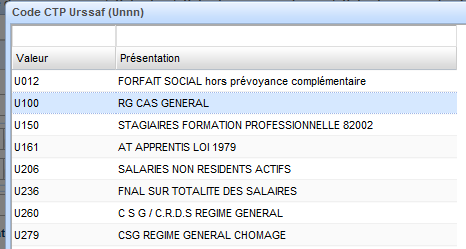 Code CTP Urssaf (Unnn)
Valeur Présentation
U012 FORFAIT SOCIAL hors prévoyance complémentaire
U100 RG CAS GENERAL
U150 STAGIAIRES FORMATION PROFESSIONNELLE 82002
U161 AT APPRENTIS LOI 1979
U206 SALARIES NON RESIDENTS ACTIFS
U236 FNAL SUR TOTALITE DES SALAIRES
U260 C S G / C.R.D.S REGIME GENERAL
U279 CSG REGIME GENERAL CHOMAGE